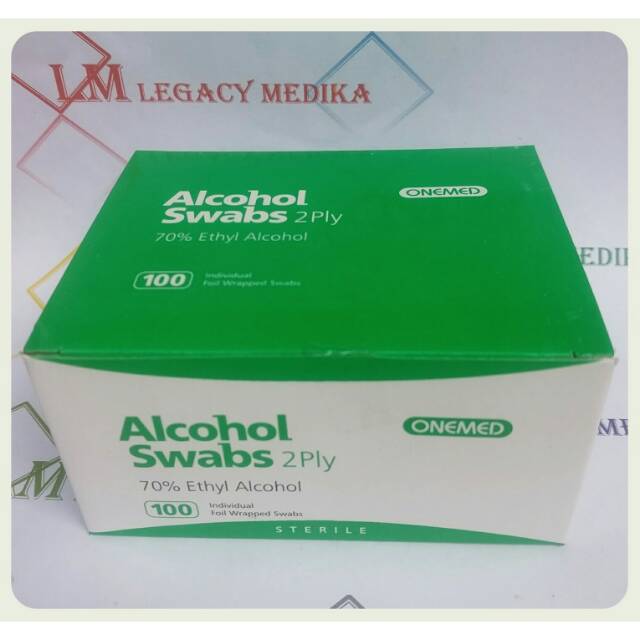 LM LEGACY MEDIKA
Alcohol
Swabs 2Ply
70% Ethyl Alcohol
100 Individual
Foil Wrapped Swabs
ONEMED
EDIKA
Alcohol
Swabs 2Ply
70% Ethyl Alcohol
100 Individual
Foil Wrapped Swabs
ONEMED
STERILE
M